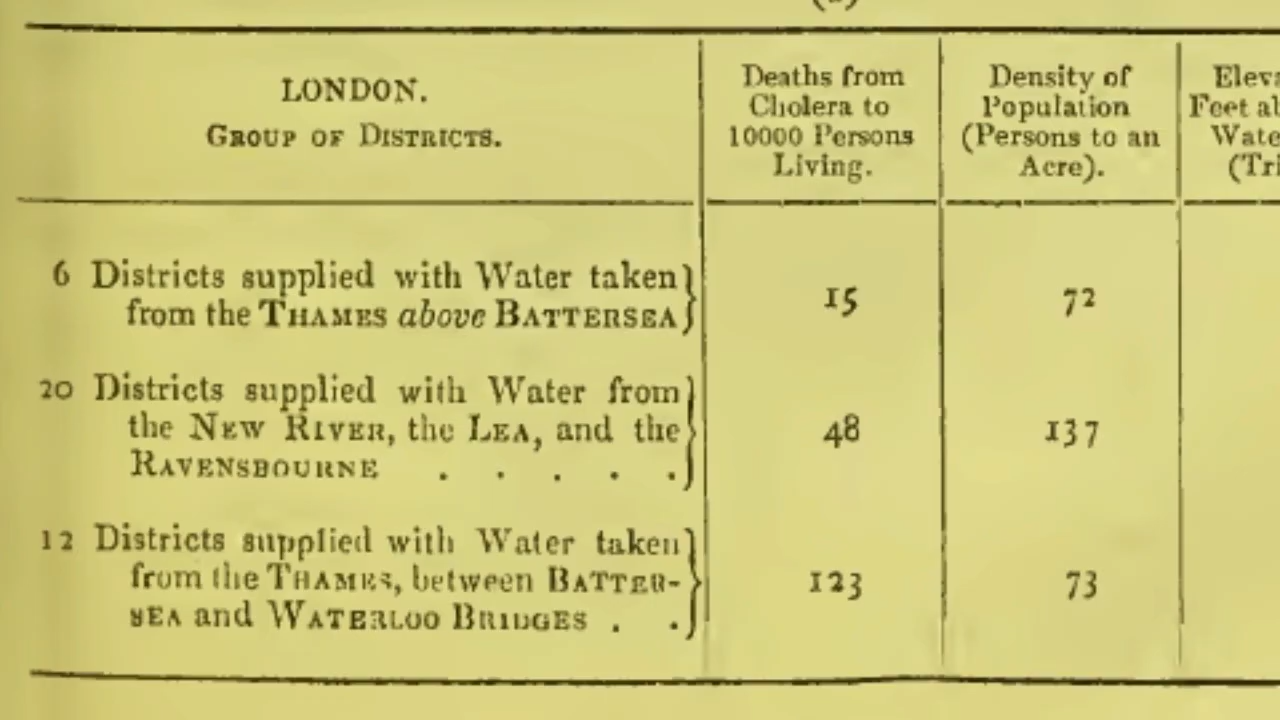 LONDON.
GROUP OF DISTRICTS.
Deaths from
Cholera to
10000 Persons
Living.
Density of
Population
(Persons to an
Acre).
6 Districts supplied with Water taken
from the THAMES above BATTERSEA
15
72
20 Districts supplied with Water from
the NEW RIVER, the LEA, and the
RAVENSBOURNE . . . . .
48
137
12 Districts supplied with Water taken
from the THAMES, between BATTER-
SEA and WATERLOO BRIDGES . .
123
73